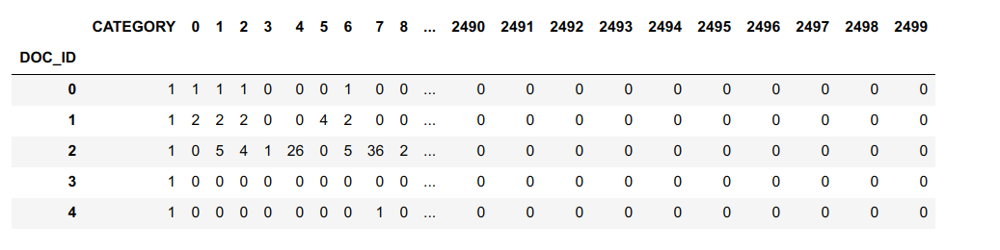 CATEGORY 0 1 2 3 4 5 6 7 8 ... 2490 2491 2492 2493 2494 2495 2496 2497 2498 2499
DOC_ID
0 1 1 1 1 0 0 0 1 0 0 ... 0 0 0 0 0 0 0 0 0 0
1 1 2 2 2 0 0 4 2 0 0 ... 0 0 0 0 0 0 0 0 0 0
2 1 0 5 4 1 26 0 5 36 2 ... 0 0 0 0 0 0 0 0 0 0
3 1 0 0 0 0 0 0 0 0 0 ... 0 0 0 0 0 0 0 0 0 0
4 1 0 0 0 0 0 0 0 1 0 ... 0 0 0 0 0 0 0 0 0 0